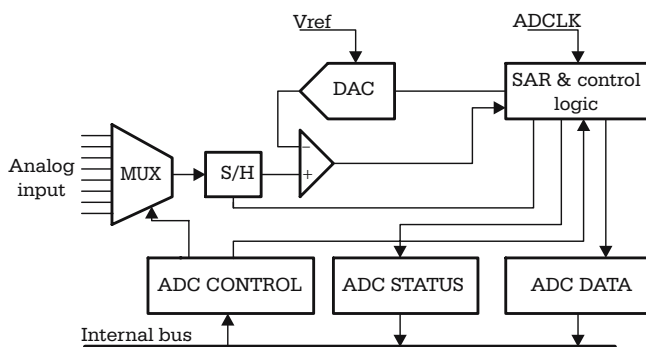 Vref
ADCLK
DAC
SAR & control
logic
Analog
input
MUX
S/H
−
+
ADC CONTROL
ADC STATUS
ADC DATA
Internal bus